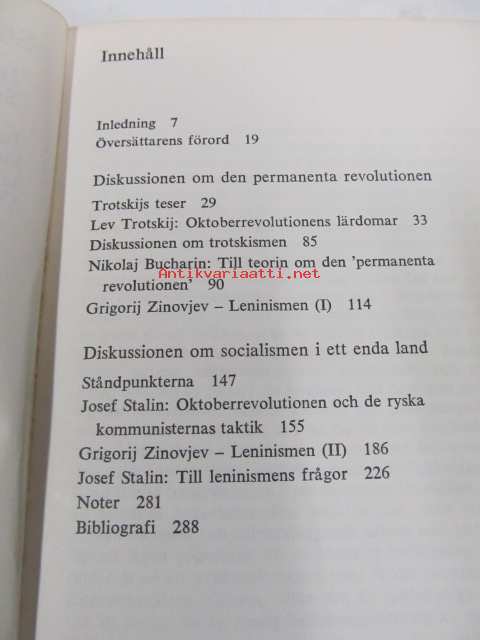 Innehåll
Inledning 7
Översättarens förord 19
Diskussionen om den permanenta revolutionen
Trotskijs teser 29
Lev Trotskij: Oktoberrevolutionens lärdomar 33
Diskussionen om trotskismen 85
Nikolaj Bucharin: Till teorin om den 'permanenta
Antikvariaatti.net
revolutionen' 90
Grigorij Zinovjev – Leninismen (I) 114
Diskussionen om socialismen i ett enda land
Ståndpunkterna 147
Josef Stalin: Oktoberrevolutionen och de ryska
kommunisternas taktik 155
Grigorij Zinovjev – Leninismen (II) 186
Josef Stalin: Till leninismens frågor 226
Noter 281
Bibliografi 288